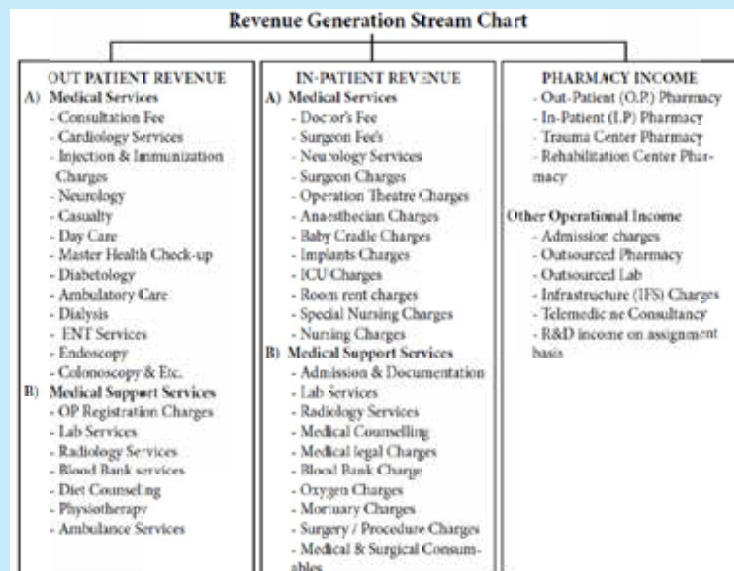 Revenue Generation Stream Chart
OUT PATIENT REVENUE
A) Medical Services
- Consultation Fee
- Cardiology Services
- Injection & Immunization
Charges
- Neurology
- Casualty
- Day Care
- Master Health Check-up
- Diabetology
- Ambulatory Care
- Dialysis
- ENT Services
- Endoscopy
- Colonoscopy & Etc.
B) Medical Support Services
- OP Registration Charges
- Lab Services
- Radiology Services
- Blood Bank services
- Diet Counseling
- Physiotherapy
- Ambulance Services
IN-PATIENT REVENUE
A) Medical Services
- Doctor's Fee
- Surgeon Fee's
- Neurology Services
- Surgeon Charges
- Operation Theatre Charges
- Anaesthecian Charges
- Baby Cradle Charges
- Implants Charges
- ICU Charges
- Room rent charges
- Special Nursing Charges
- Nursing Charges
B) Medical Support Services
- Admission & Documentation
- Lab Services
- Radiology Services
- Medical Counselling
- Medical legal Charges
- Blood Bank Charge
- Oxygen Charges
- Mortuary Charges
- Surgery / Procedure Charges
- Medical & Surgical Consum-
ables
PHARMACY INCOME
- Out-Patient (O.P.) Pharmacy
- In-Patient (I.P) Pharmacy
- Trauma Center Pharmacy
- Rehabilitation Center Phar-
macy
Other Operational Income
- Admission charges
- Outsourced Pharmacy
- Outsourced Lab
- Infrastructure (IFS) Charges
- Telemedicine Consultancy
- R&D income on assignment
basis